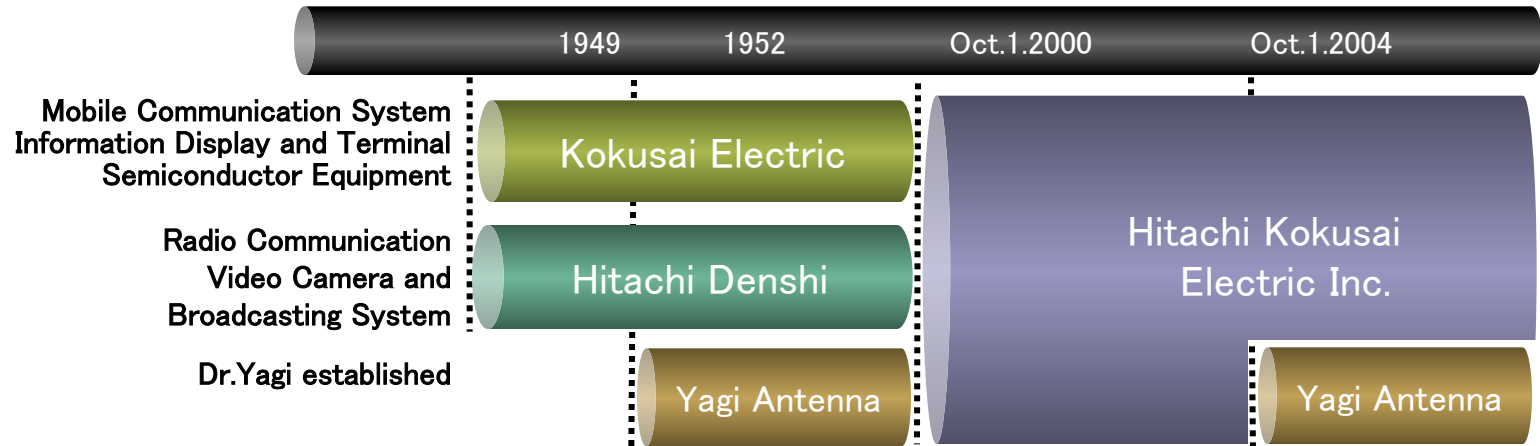 1949 1952 Oct.1.2000 Oct.1.2004
Mobile Communication System
Information Display and Terminal
Semiconductor Equipment
Kokusai Electric
Radio Communication
Video Camera and
Broadcasting System
Hitachi Denshi
Hitachi Kokusai
Electric Inc.
Dr.Yagi established
Yagi Antenna
Yagi Antenna